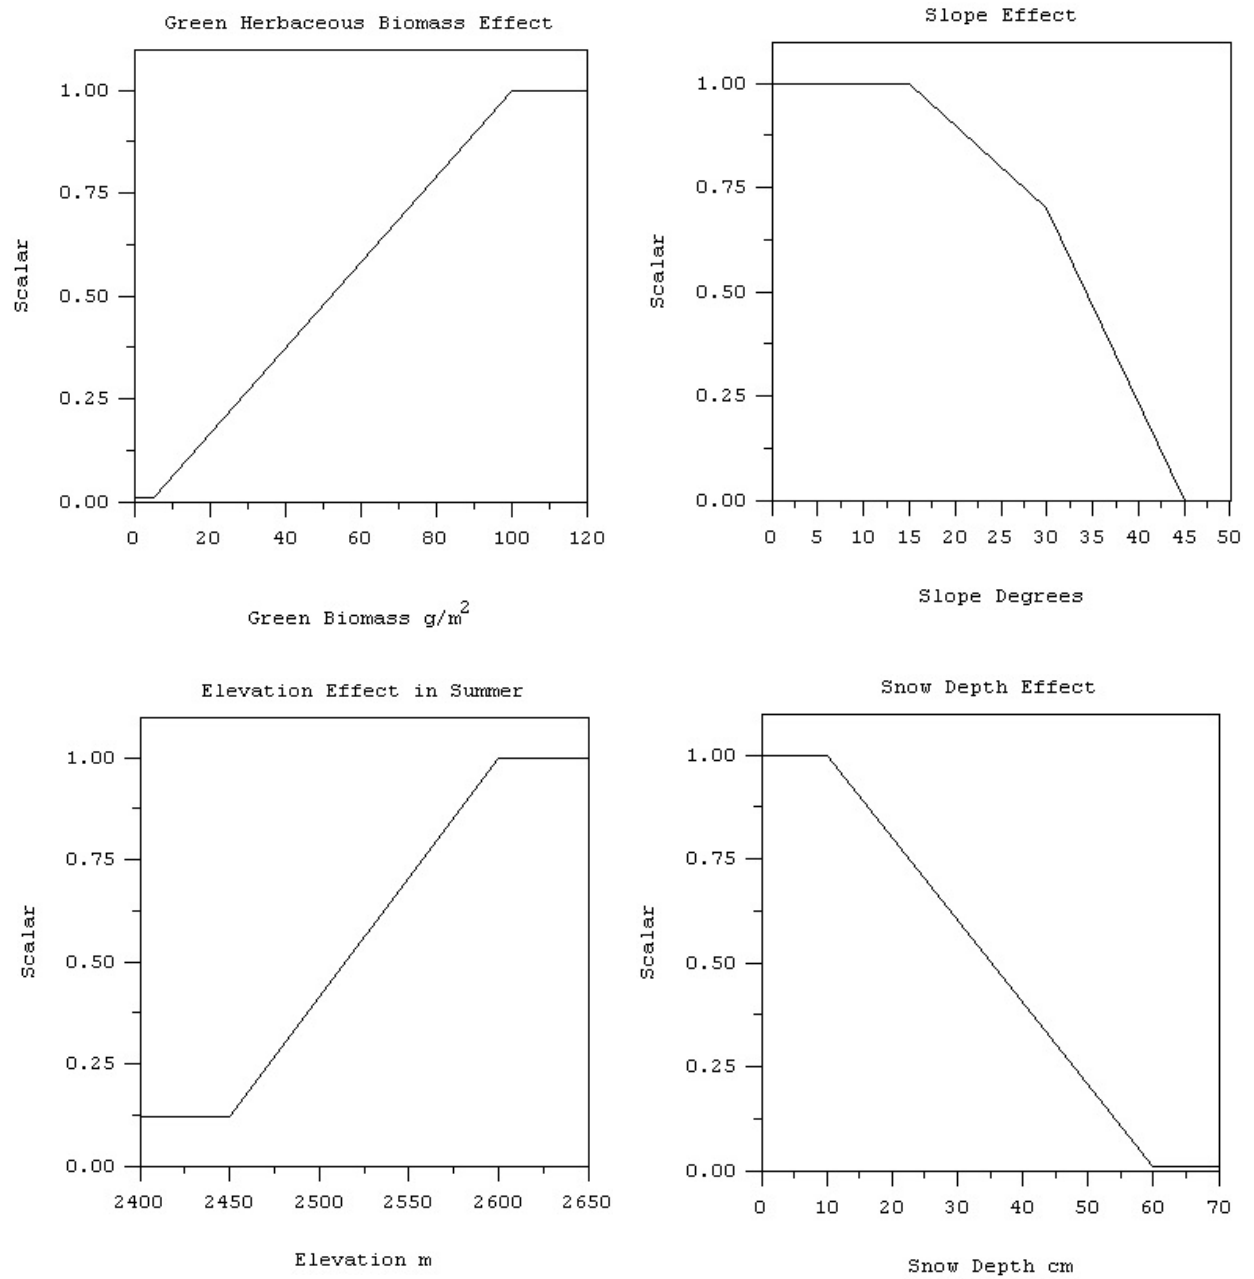 Green Herbaceous Biomass Effect
1.00
0.75
0.50
0.25
0.00
Scalar
0 20 40 60 80 100 120
Green Biomass g/m2
Slope Effect
1.00
0.75
0.50
0.25
0.00
Scalar
0 5 10 15 20 25 30 35 40 45 50
Slope Degrees
Elevation Effect in Summer
1.00
0.75
0.50
0.25
0.00
Scalar
2400 2450 2500 2550 2600 2650
Elevation m
Snow Depth Effect
1.00
0.75
0.50
0.25
0.00
Scalar
0 10 20 30 40 50 60 70
Snow Depth cm